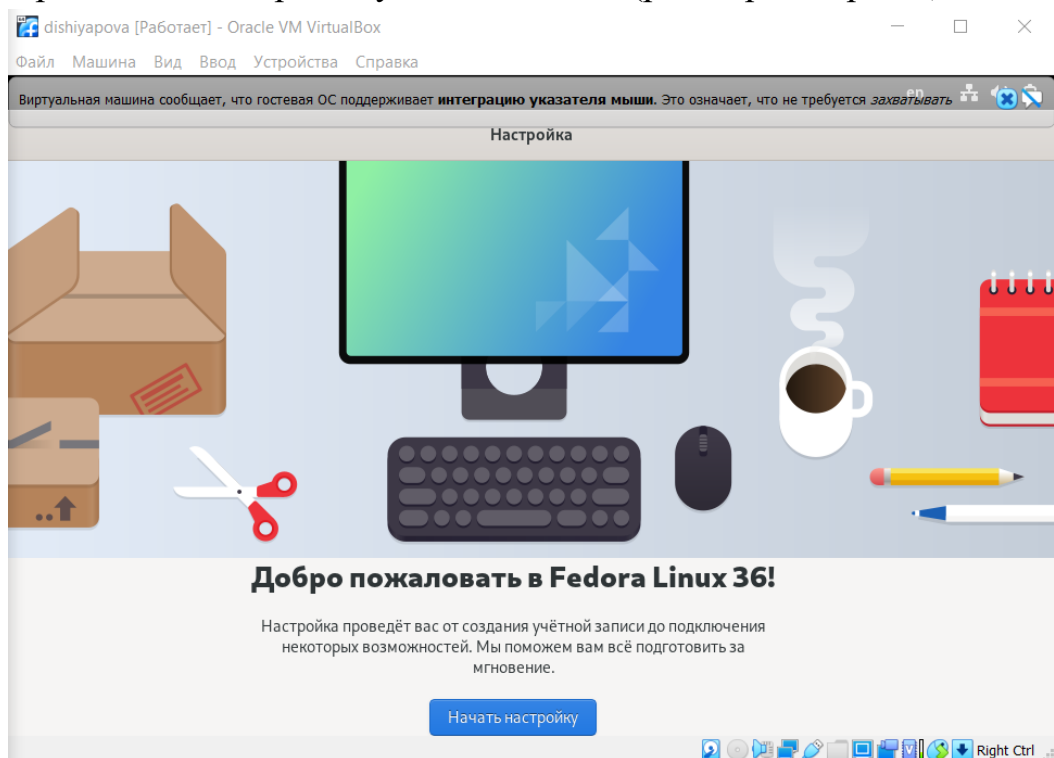 dishiyapova [Работает] - Oracle VM VirtualBox
Файл Машина Вид Ввод Устройства Справка
Виртуальная машина сообщает, что гостевая ОС поддерживает интеграцию указателя мыши. Это означает, что не требуется захватывать
Настройка
Добро пожаловать в Fedora Linux 36!
Настройка проведёт вас от создания учётной записи до подключения
некоторых возможностей. Мы поможем вам всё подготовить за
мгновение.
Начать настройку
Right Ctrl